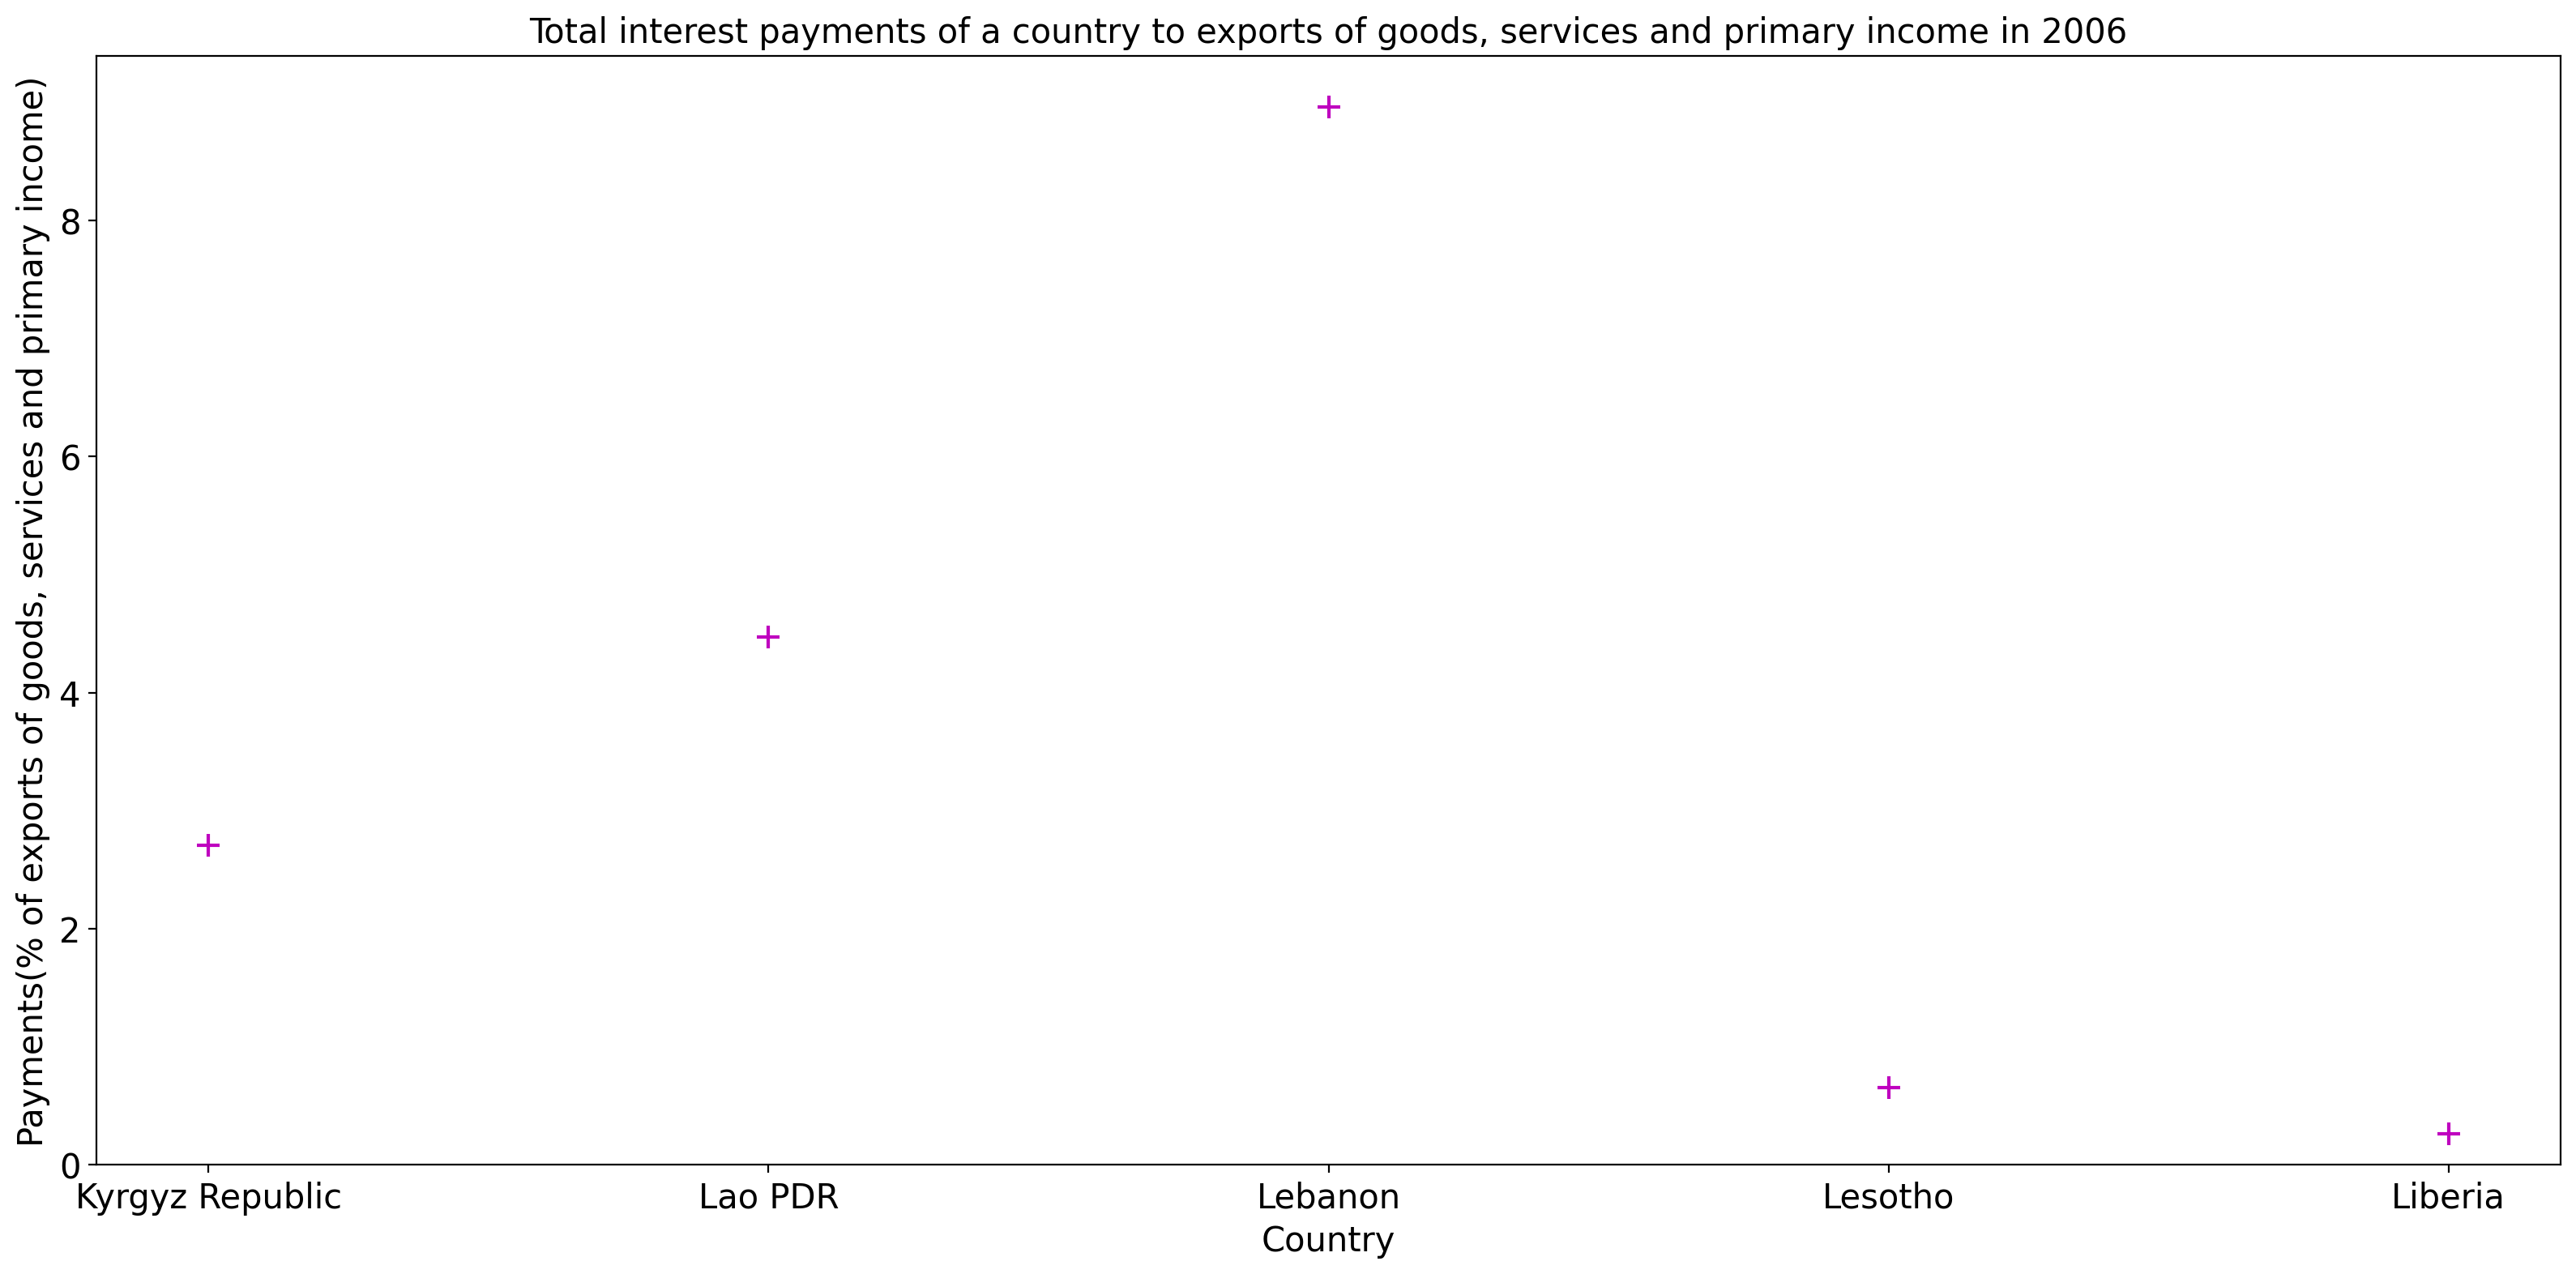 Total interest payments of a country to exports of goods, services and primary income in 2006
Payments(% of exports of goods, services and primary income)
8
6
4
2
0
Kyrgyz Republic
Lao PDR
Lebanon
Lesotho
Liberia
Country